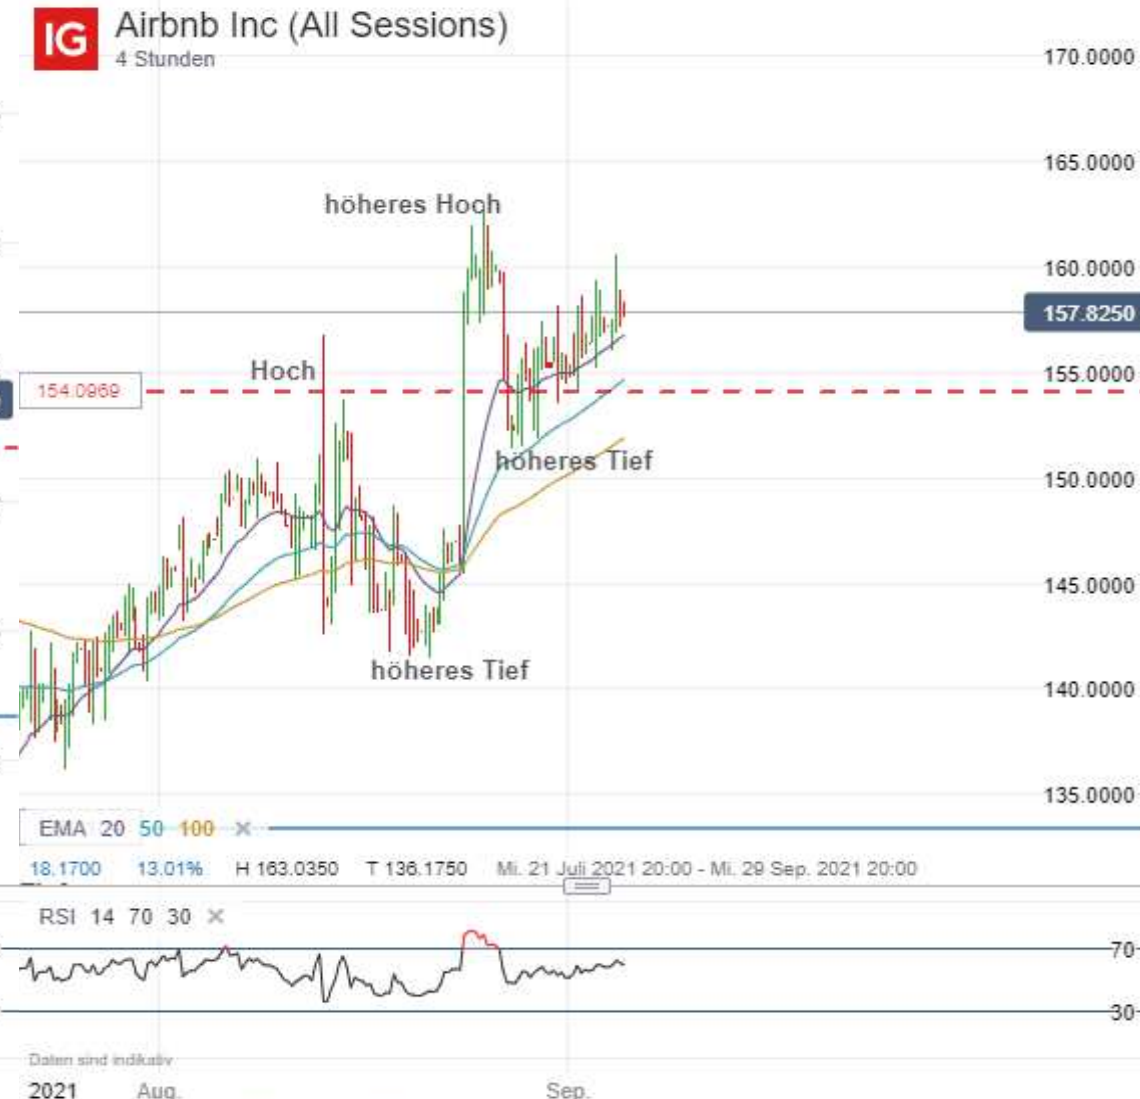 IG
Airbnb Inc (All Sessions)
4 Stunden
170.0000
165.0000
höheres Hoch
160.0000
157.8250
Hoch
155.0000
154.0969
höheres Tief
150.0000
145.0000
höheres Tief
140.0000
135.0000
EMA 20 50 100 ×
18.1700 13.01% H 163.0350 T 136.1750 Mi. 21 Juli 2021 20:00 - Mi. 29 Sep. 2021 20:00
RSI 14 70 30 ×
70
30
Daten sind indikativ
2021 Aug. Sep.